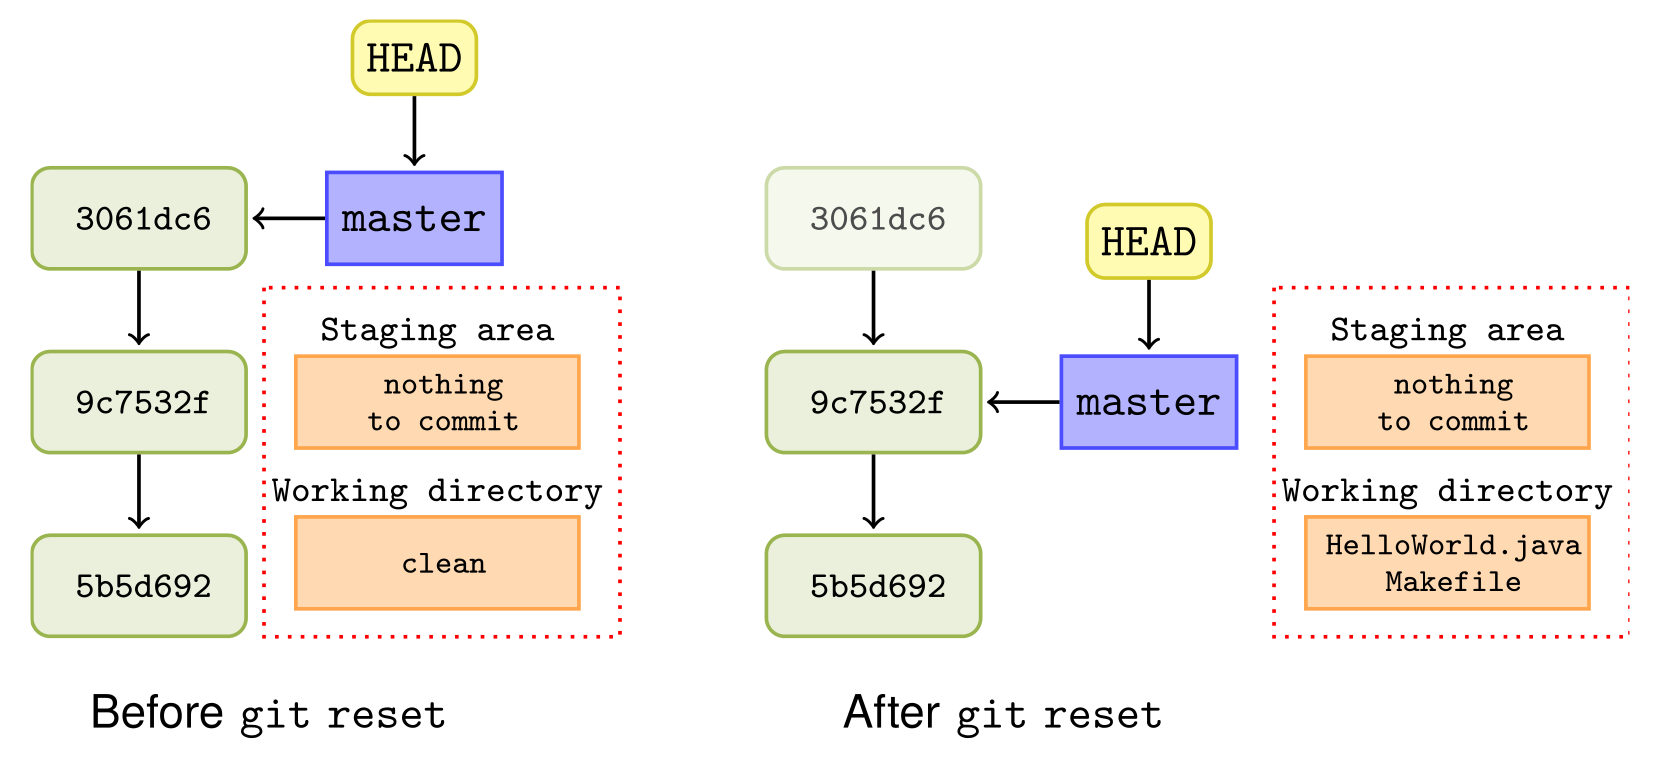 HEAD
3061dc6
master
Staging area
9c7532f
nothing
to commit
Working directory
clean
5b5d692
Before git reset
3061dc6
HEAD
9c7532f
master
Staging area
nothing
to commit
Working directory
HelloWorld.java
Makefile
5b5d692
After git reset